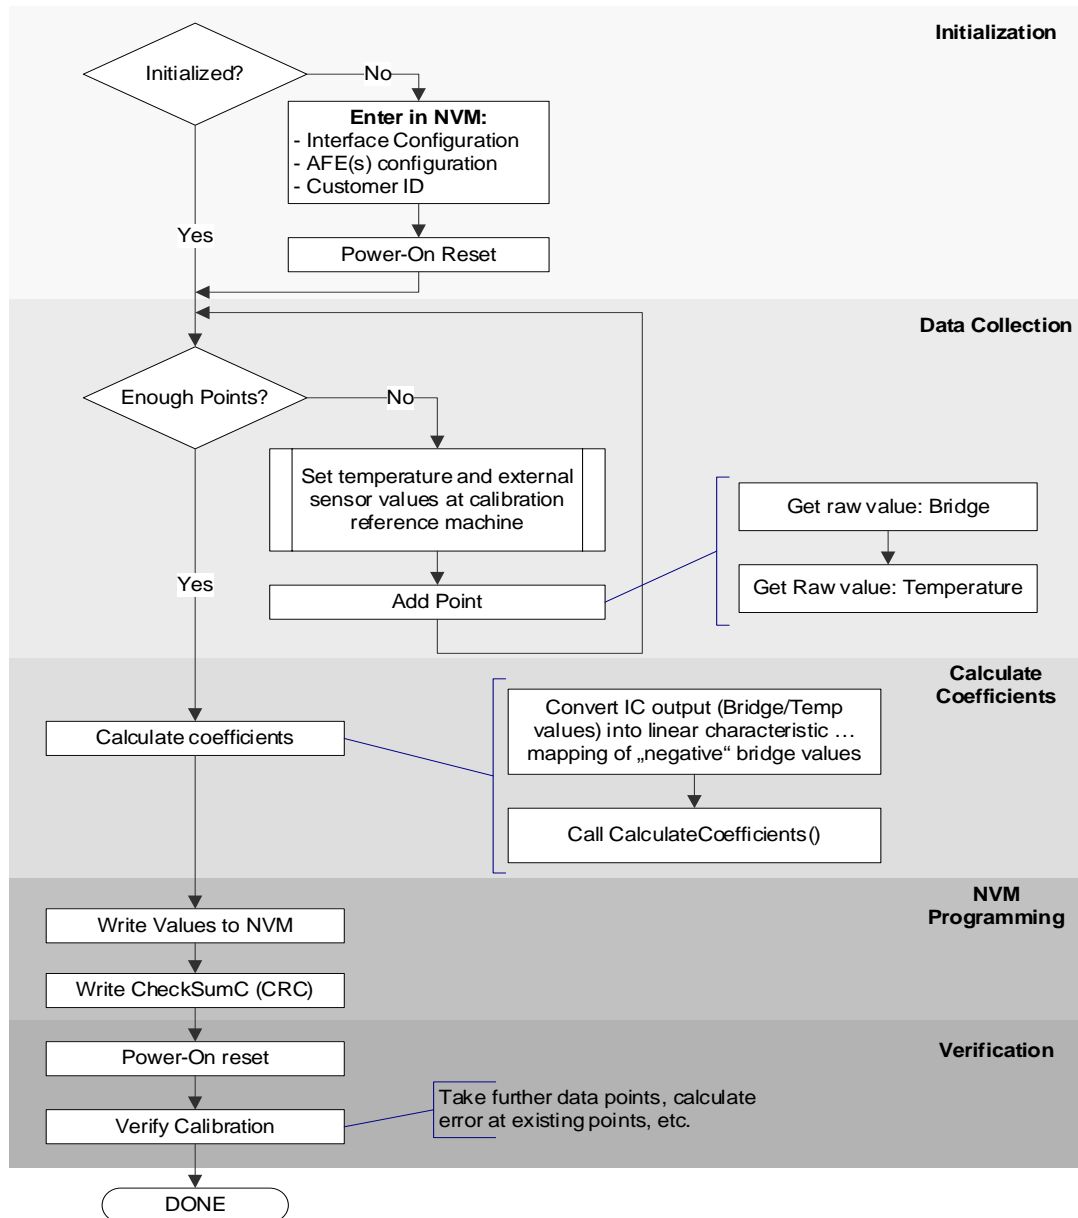 Initialization
Initialized?
No
Enter in NVM:
- Interface Configuration
- AFE(s) configuration
- Customer ID
Yes
Power-On Reset
Data Collection
Enough Points?
No
Set temperature and external
sensor values at calibration
reference machine
Get raw value: Bridge
Yes
Add Point
Get Raw value: Temperature
Calculate
Coefficients
Calculate coefficients
Convert IC output (Bridge/Temp
values) into linear characteristic …
mapping of „negative“ bridge values
Call CalculateCoefficients()
NVM
Programming
Write Values to NVM
Write CheckSumC (CRC)
Verification
Power-On reset
Verify Calibration
Take further data points, calculate
error at existing points, etc.
DONE